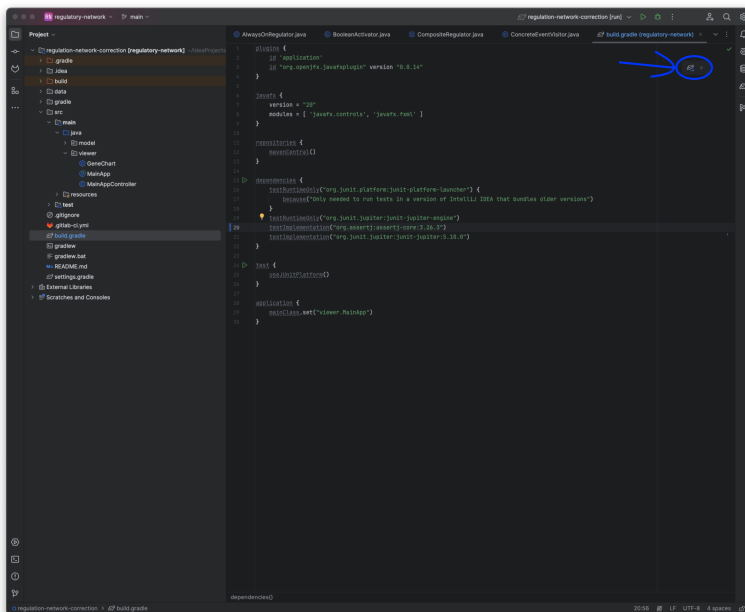 RN regulatory-network
main
regulation-network-correction [run]
Project
regulation-network-correction [regulatory-network] ~/IdeaProjects
.gradle
.idea
build
data
gradle
src
main
java
model
viewer
GeneChart
MainApp
MainAppController
resources
test
.gitignore
.gitlab-ci.yml
build.gradle
gradlew
gradlew.bat
README.md
settings.gradle
External Libraries
Scratches and Consoles
AlwaysOnRegulator.java
BooleanActivator.java
CompositeRegulator.java
ConcreteEventVisitor.java
build.gradle (regulatory-network)
plugins {
id 'application'
id "org.openjfx.javafxplugin" version "0.0.14"
}
javafx {
version = "20"
modules = [ 'javafx.controls', 'javafx.fxml' ]
}
repositories {
mavenCentral()
}
dependencies {
testRuntimeOnly("org.junit.platform:junit-platform-launcher") {
because("Only needed to run tests in a version of IntelliJ IDEA that bundles older versions")
}
testRuntimeOnly("org.junit.jupiter:junit-jupiter-engine")
testImplementation("org.assertj:assertj-core:3.26.3")
testImplementation("org.junit.jupiter:junit-jupiter:5.10.0")
}
test {
useJUnitPlatform()
}
application {
mainClass.set("viewer.MainApp")
}
dependencies{}
regulation-network-correction > build.gradle
20:56 LF UTF-8 4 spaces